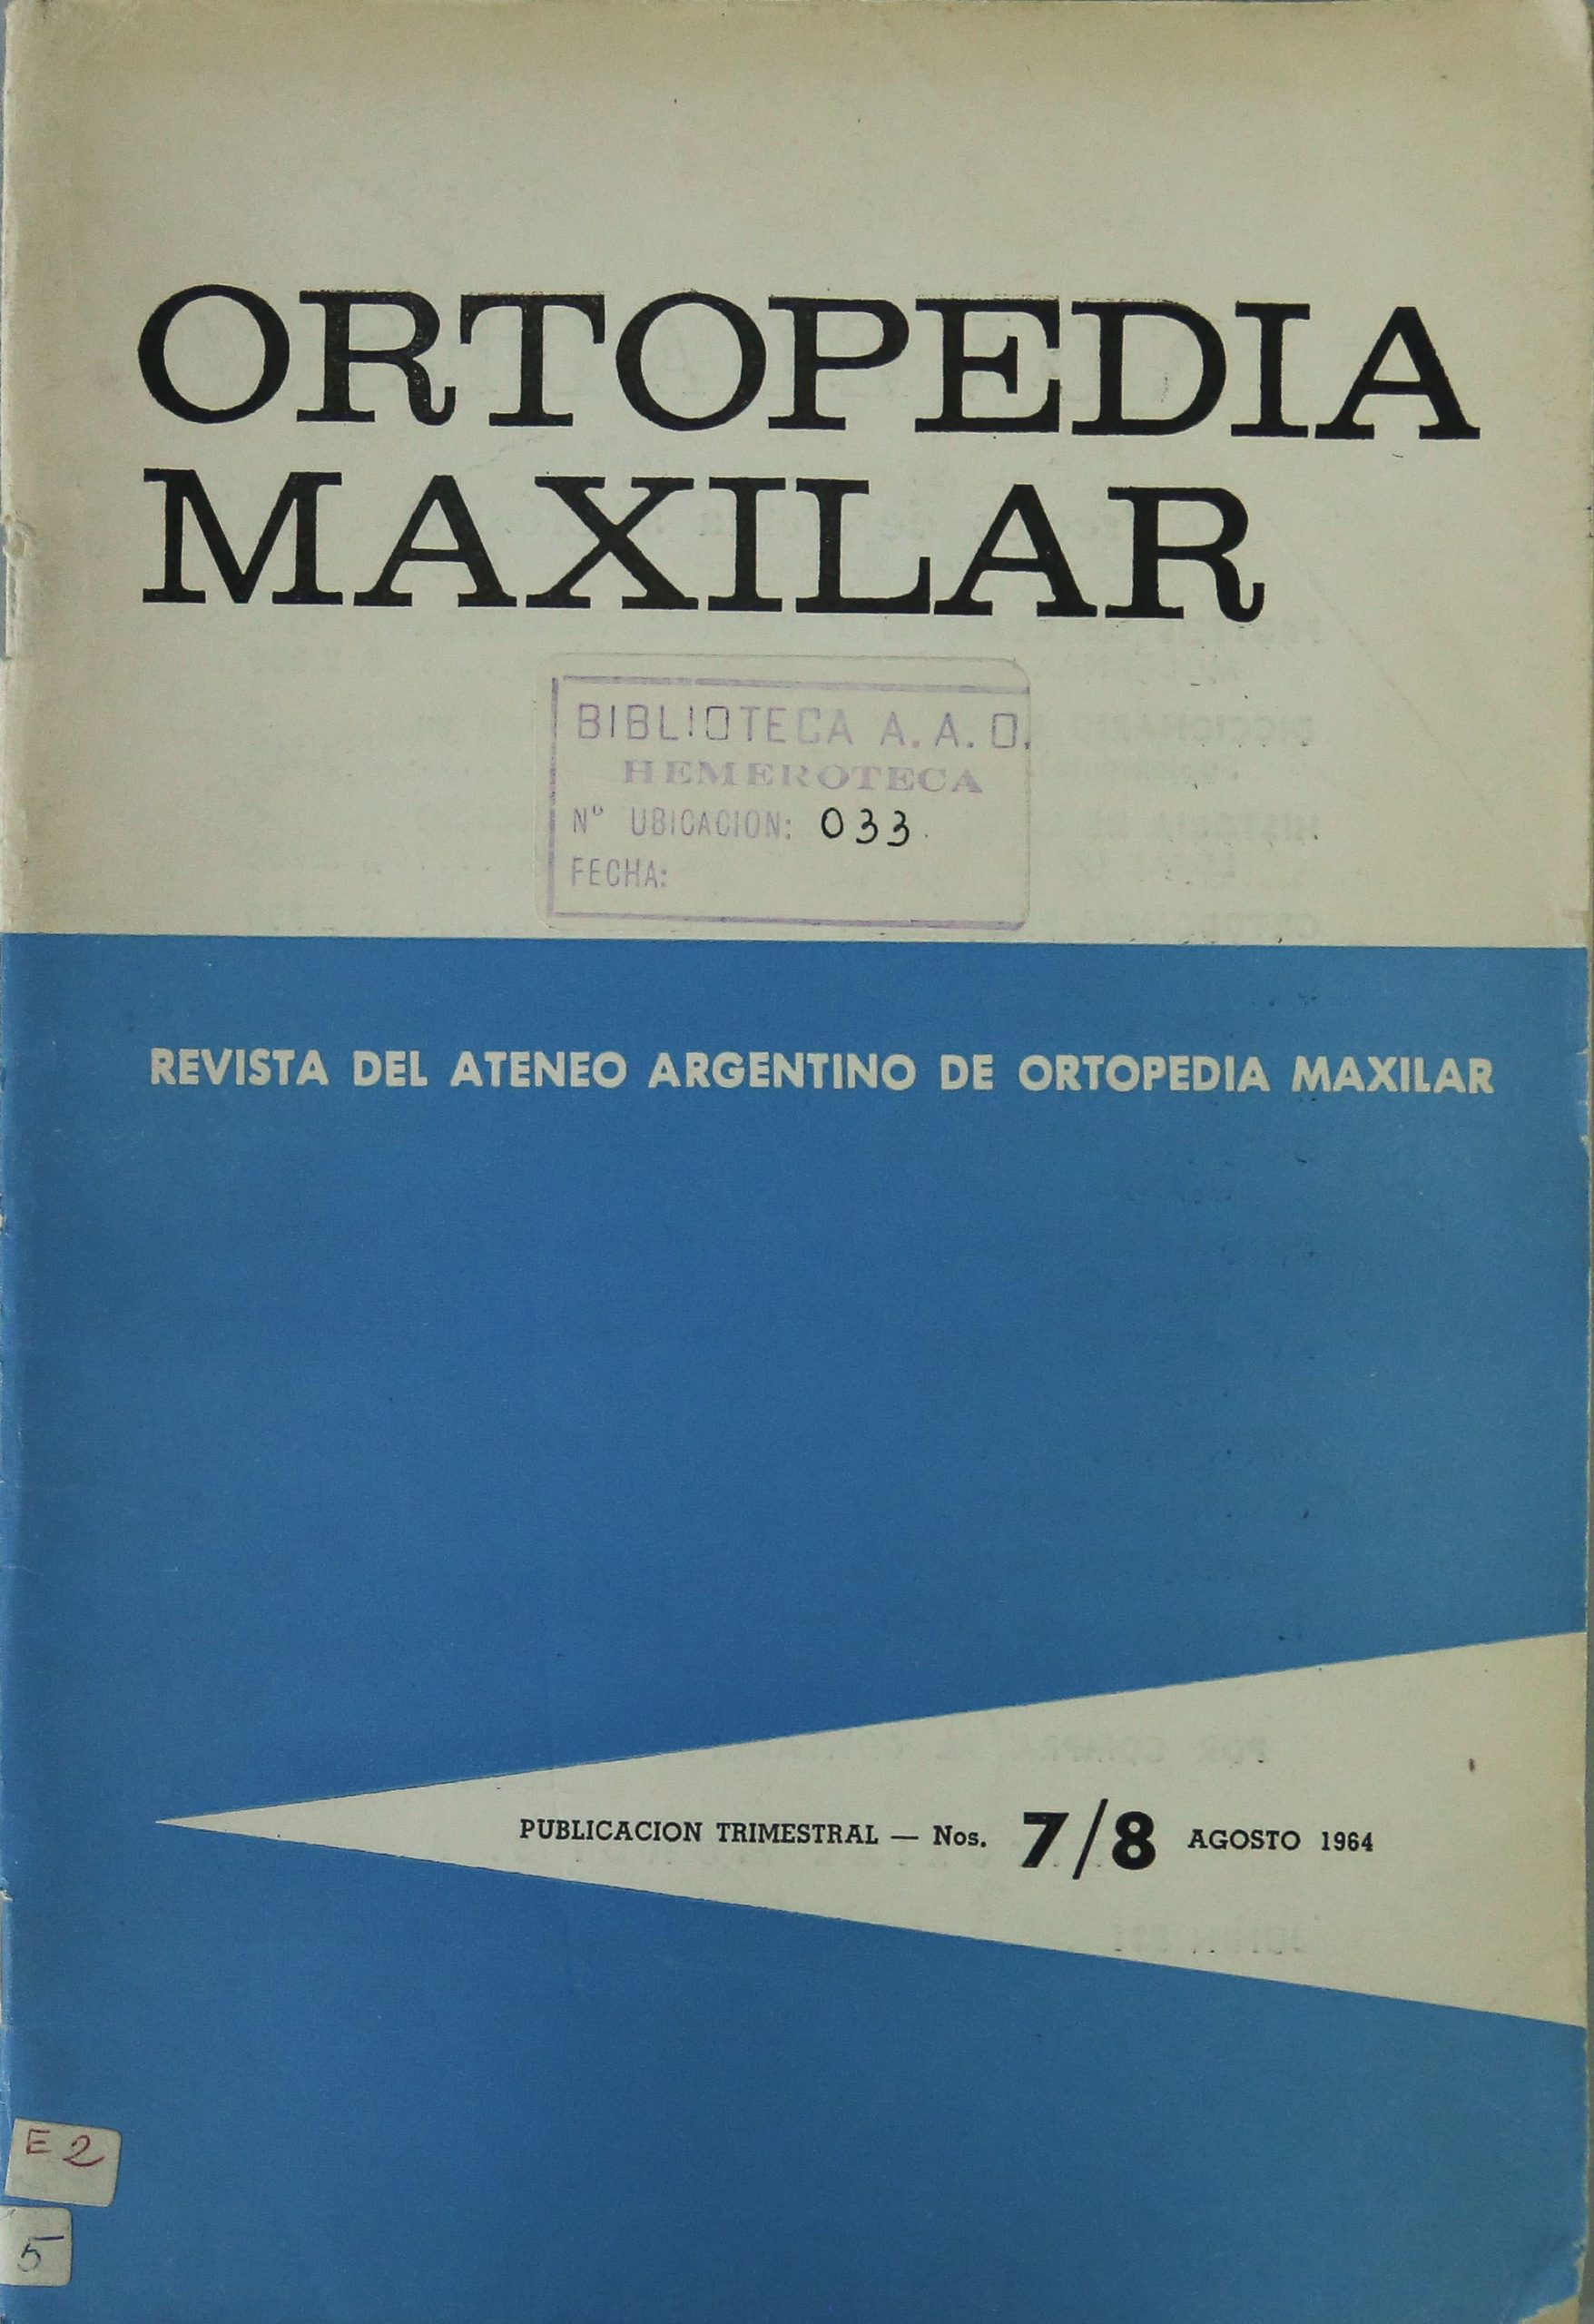 ORTOPEDIA
MAXILAR
BIBLIOTECA A. A. O.
HEMEROTECA
Nº UBICACION: 033.
FECHA:
REVISTA DEL ATENEO ARGENTINO DE ORTOPEDIA MAXILAR
PUBLICACION TRIMESTRAL — Nos. 7/8 AGOSTO 1964
E 2
5